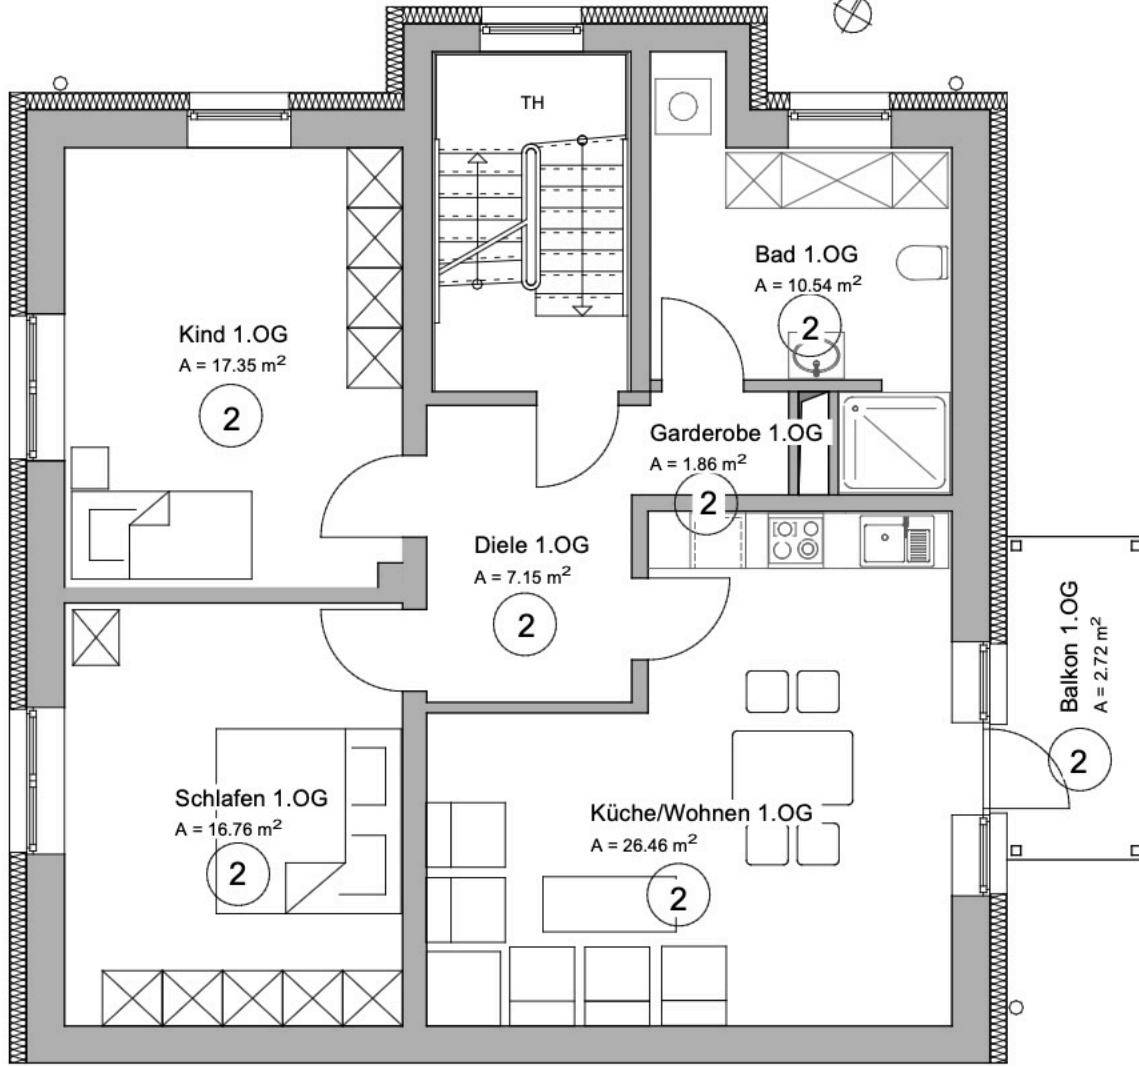 TH
Bad 1.OG
A = 10.54 m²
2
Kind 1.OG
A = 17.35 m²
2
Garderobe 1.OG
A = 1.86 m²
2
Diele 1.OG
A = 7.15 m²
2
Balkon 1.OG
A = 2.72 m²
2
Schlafen 1.OG
A = 16.76 m²
2
Küche/Wohnen 1.OG
A = 26.46 m²
2